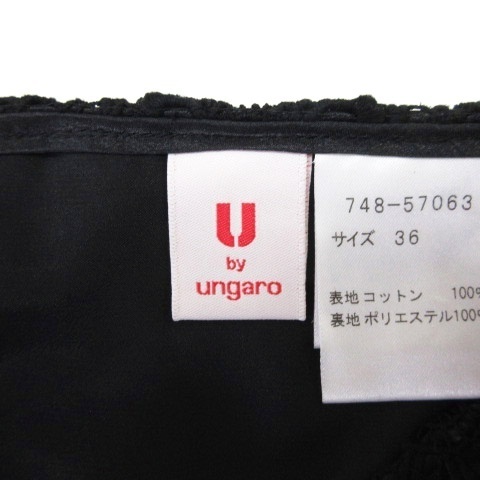 U
by
ungaro
748-57063
サイズ 36
表地 コットン 100%
裏地 ポリエステル100%